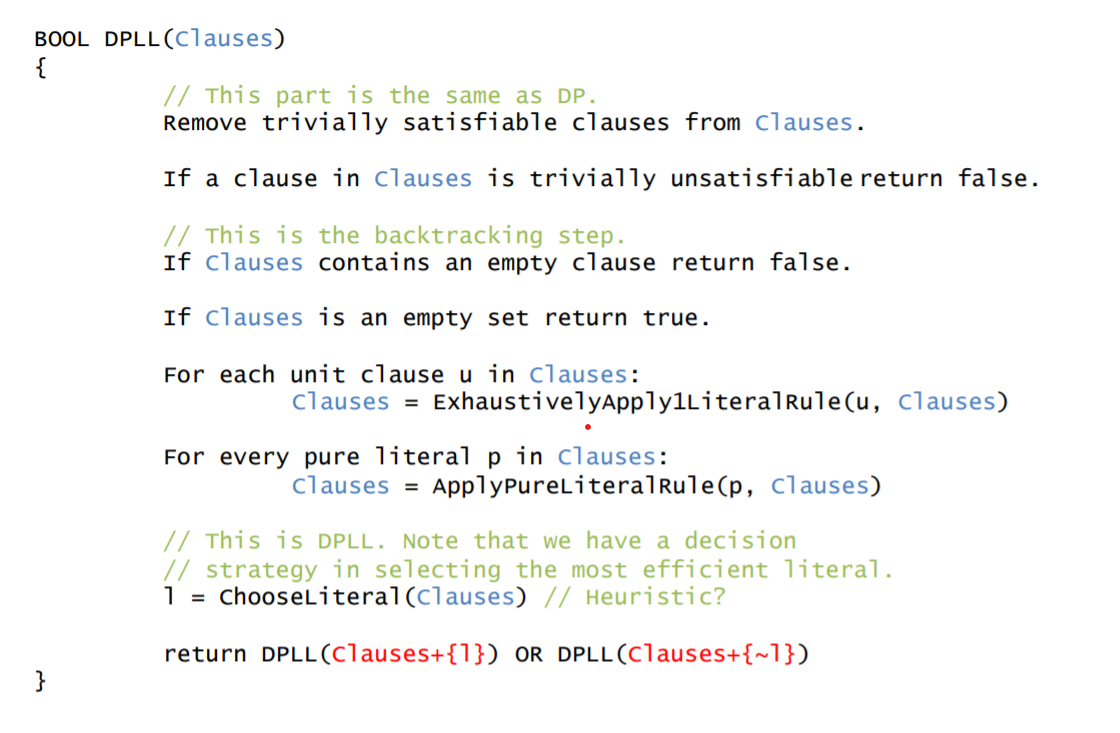 BOOL DPLL(Clauses)
{
// This part is the same as DP.
Remove trivially satisfiable clauses from Clauses.
If a clause in Clauses is trivially unsatisfiable return false.
// This is the backtracking step.
If Clauses contains an empty clause return false.
If Clauses is an empty set return true.
For each unit clause u in Clauses:
Clauses = ExhaustivelyApply1LiteralRule(u, Clauses)
For every pure literal p in Clauses:
Clauses = ApplyPureLiteralRule(p, Clauses)
// This is DPLL. Note that we have a decision
// strategy in selecting the most efficient literal.
l = ChooseLiteral(Clauses) // Heuristic?
return DPLL(Clauses+{l}) OR DPLL(Clauses+{~l})
}